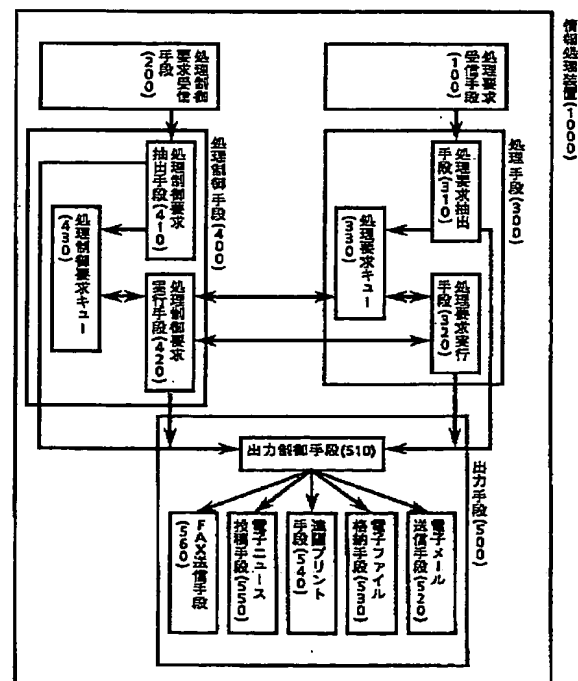 情報処理装置(1000)
処理要求
受信手段
(100)
処理制御
要求受信
手段
(200)
処理手段(300)
処理要求抽出
手段(310)
処理要求キュー
(330)
処理要求実行
手段(320)
処理制御手段(400)
処理制御要求
抽出手段(410)
処理制御要求キュー
(430)
処理制御要求
実行手段(420)
出力手段(500)
出力制御手段(510)
電子メール
送信手段(520)
電子ファイル
格納手段(530)
遠隔プリント
手段(540)
電子ニュース
投稿手段(550)
FAX送信手段
(560)